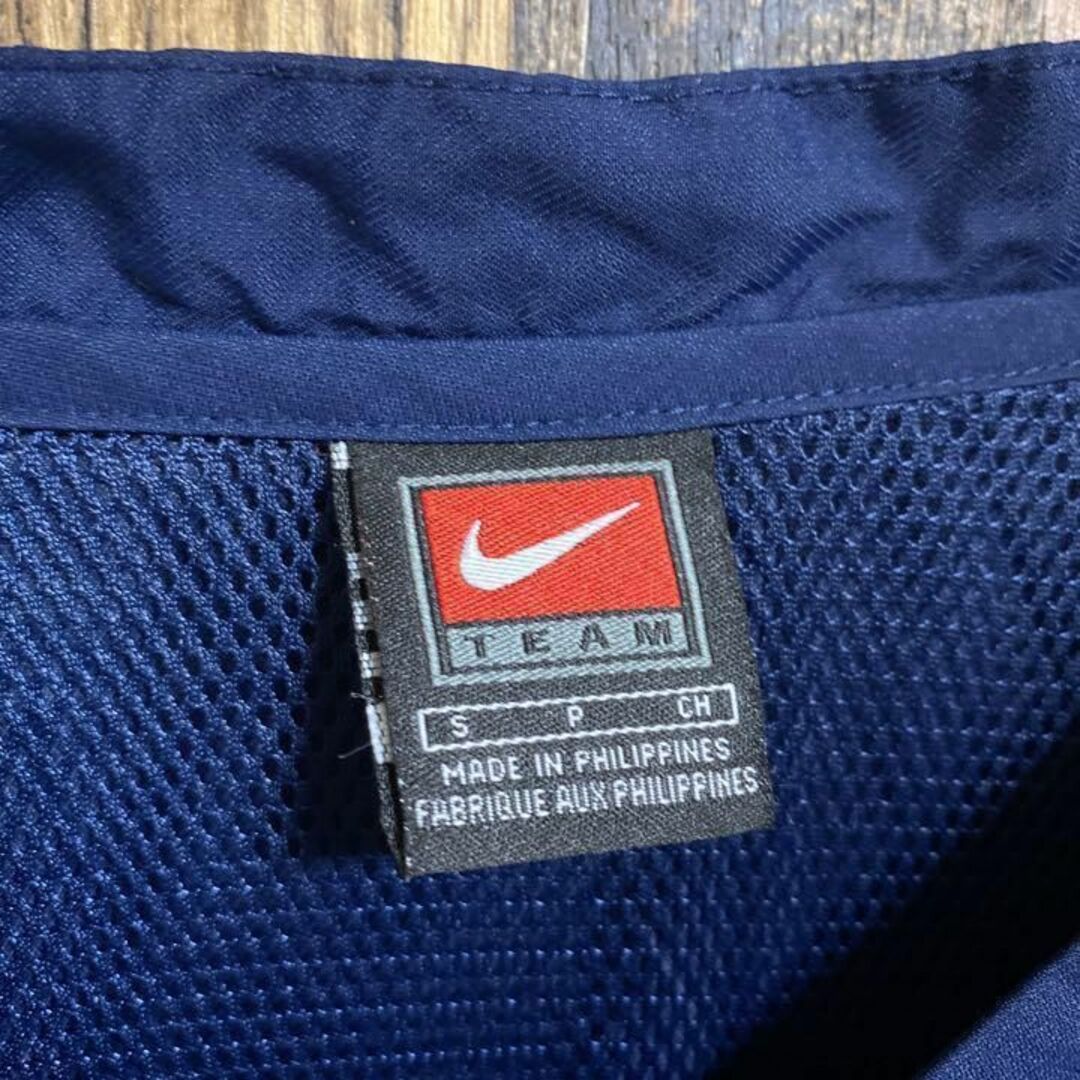 TEAM
S P CH
MADE IN PHILIPPINES
FABRIQUE AUX PHILIPPINES